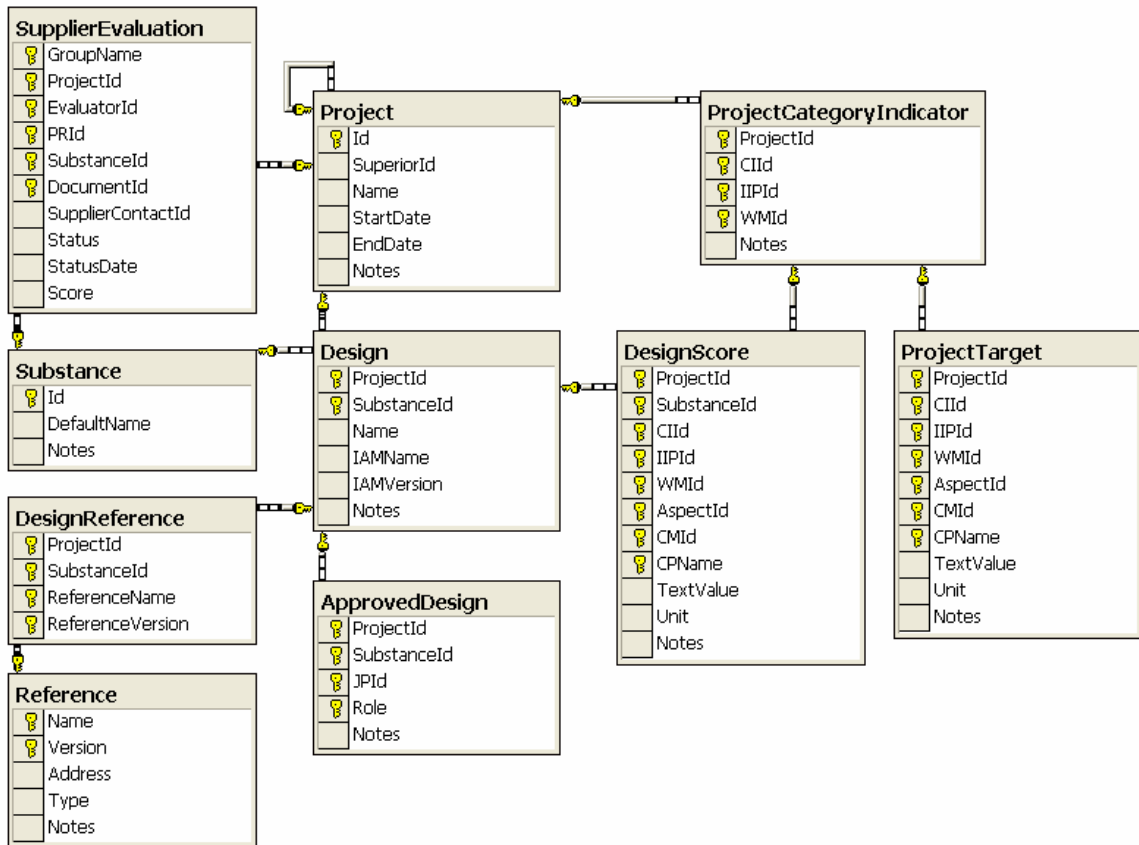 SupplierEvaluation
GroupName
ProjectId
EvaluatorId
PRId
SubstanceId
DocumentId
SupplierContactId
Status
StatusDate
Score
Project
Id
SuperiorId
Name
StartDate
EndDate
Notes
ProjectCategoryIndicator
ProjectId
CIId
IIPId
WMId
Notes
Substance
Id
DefaultName
Notes
Design
ProjectId
SubstanceId
Name
IAMName
IAMVersion
Notes
DesignScore
ProjectId
SubstanceId
CIId
IIPId
WMId
AspectId
CMId
CPName
TextValue
Unit
Notes
ProjectTarget
ProjectId
CIId
IIPId
WMId
AspectId
CMId
CPName
TextValue
Unit
Notes
DesignReference
ProjectId
SubstanceId
ReferenceName
ReferenceVersion
ApprovedDesign
ProjectId
SubstanceId
JPId
Role
Notes
Reference
Name
Version
Address
Type
Notes